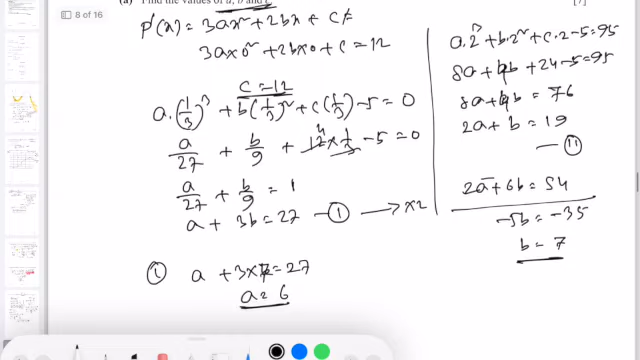 8 of 16
(a) Find the values of a, b and c.
[7]
p'(x) = 3ax² + 2bx + c
3a×0² + 2b×0 + c = 12
c = 12
a·(1/3)³ + b(1/3)² + c(1/3) - 5 = 0
a/27 + b/9 + 12 × 1/3 - 5 = 0
a/27 + b/9 = 1
a + 3b = 27 — ① → ×2
① a + 3×7 = 27
a = 6
a·2³ + b·2² + c·2 - 5 = 95
8a + 4b + 24 - 5 = 95
8a + 4b = 76
2a + b = 19
— ⑪
2a + 6b = 54
-5b = -35
b = 7